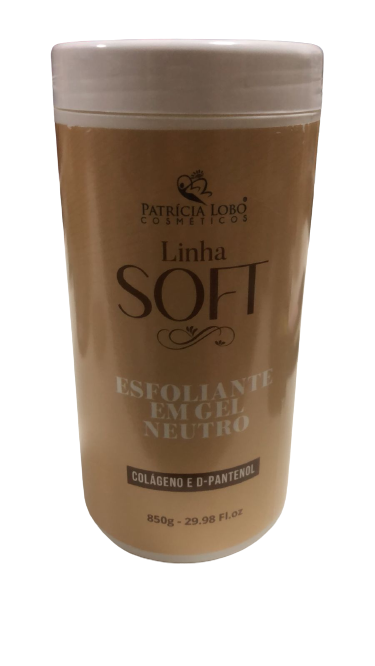 PATRÍCIA LOBO
COSMÉTICOS
Linha
SOFT
ESFOLIANTE
EM GEL
NEUTRO
COLÁGENO E D-PANTENOL
850g - 29.98 Fl.oz